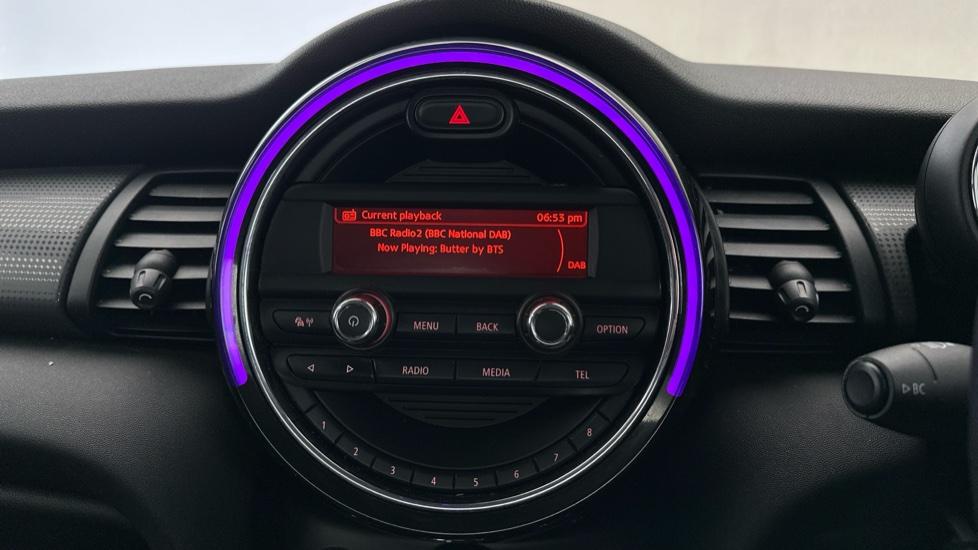 Current playback 06:53 pm
BBC Radio2 (BBC National DAB)
Now Playing: Butter by BTS
DAB
MENU BACK OPTION
RADIO MEDIA TEL
1 2 3 4 5 6 7 8
BC